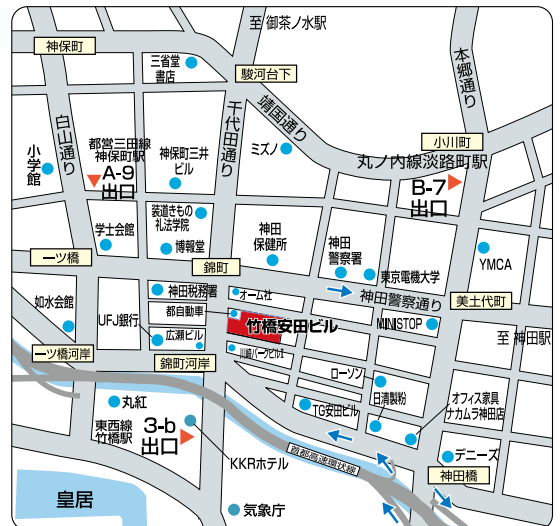 至御茶ノ水駅
神保町
三省堂
書店
駿河台下
本郷通り
白山通り
千代田通り
靖国通り
小川町
小学館
都営三田線
神保町駅
A-9
出口
神保町三井
ビル
ミズノ
丸ノ内線淡路町駅
B-7
出口
学士会館
装道きもの
礼法学院
博報堂
神田
保健所
神田
警察署
東京電機大学
YMCA
一ツ橋
錦町
神田警察通り
美土代町
如水会館
神田税務署
オーム社
都自動車
竹橋安田ビル
MINISTOP
至神田駅
UFJ銀行
広瀬ビル
川崎パークビルⅡ
一ツ橋河岸
錦町河岸
ローソン
日清製粉
オフィス家具
ナカムラ神田店
丸紅
TG安田ビル
東西線
竹橋駅
3-b
出口
KKRホテル
首都高速環状線
デニーズ
神田橋
皇居
気象庁